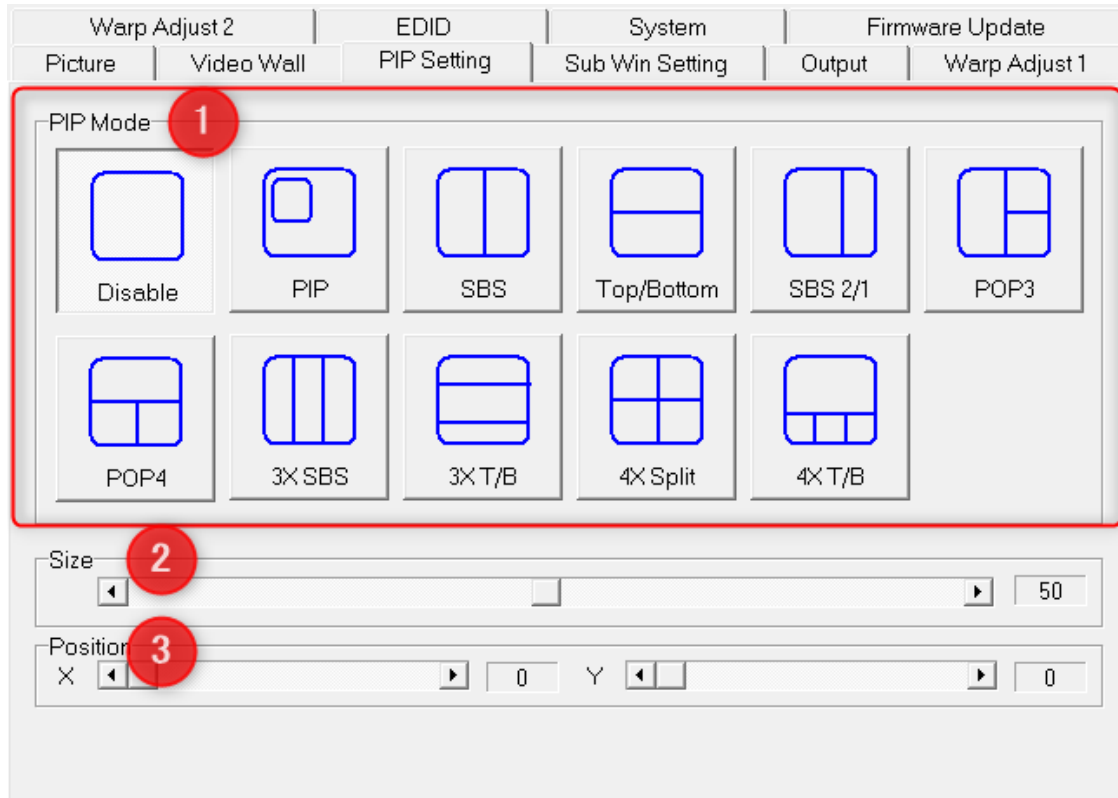 Warp Adjust 2 EDID System Firmware Update
Picture Video Wall PIP Setting Sub Win Setting Output Warp Adjust 1
PIP Mode 1
Disable PIP SBS Top/Bottom SBS 2/1 POP3
POP4 3X SBS 3X T/B 4X Split 4X T/B
Size 2
50
Position 3
X 0 Y 0